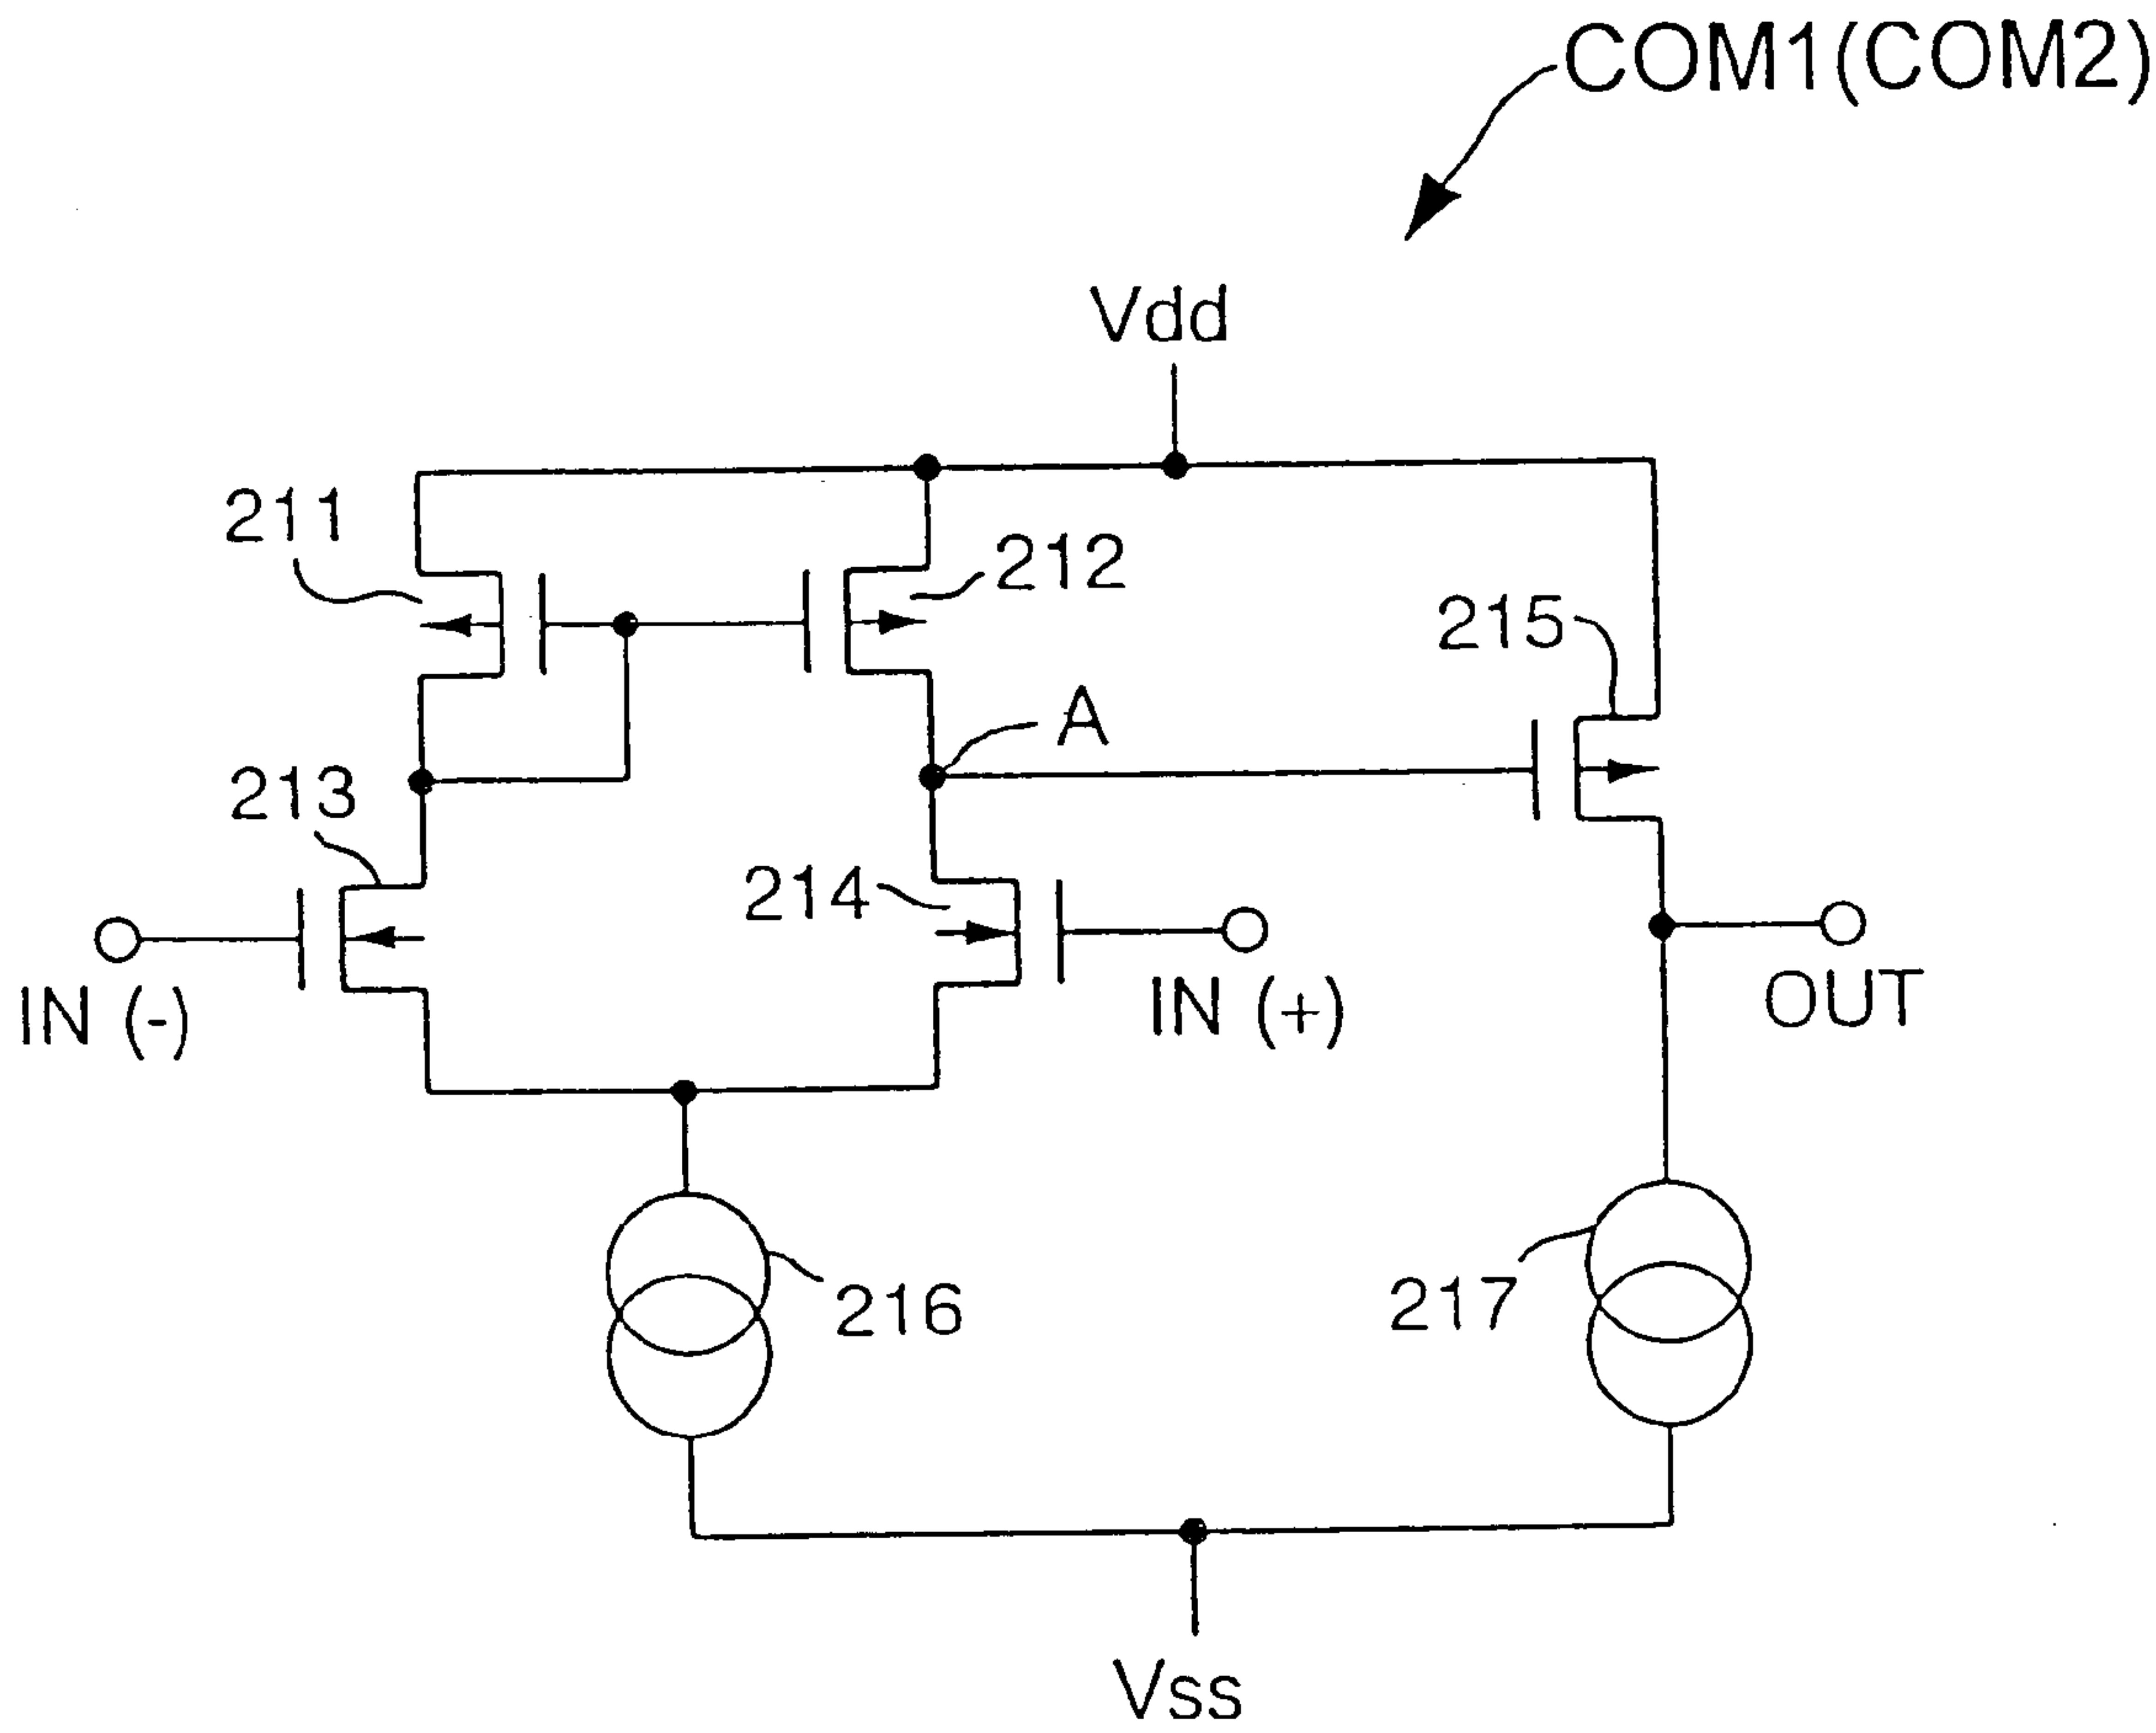 COM1(COM2)
Vdd
211
212
215
A
213
214
IN (-)
IN (+)
OUT
216
217
Vss